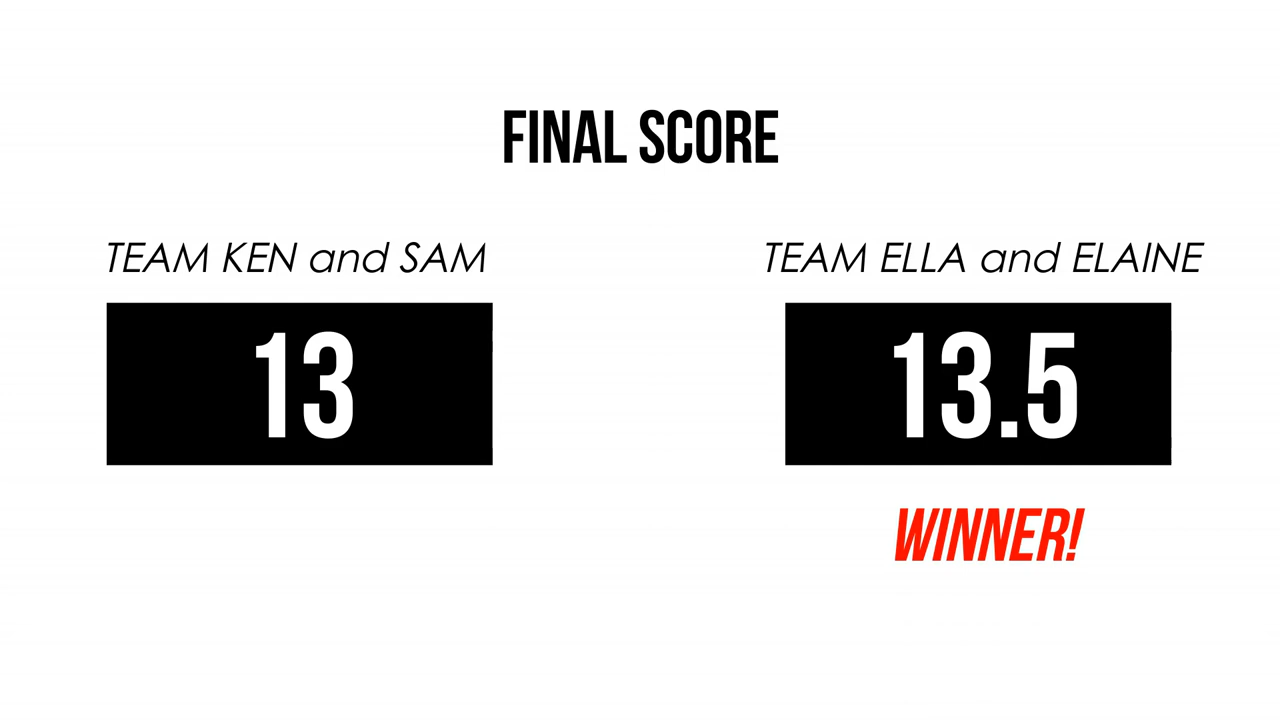 FINAL SCORE
TEAM KEN and SAM
13
TEAM ELLA and ELAINE
13.5
WINNER!